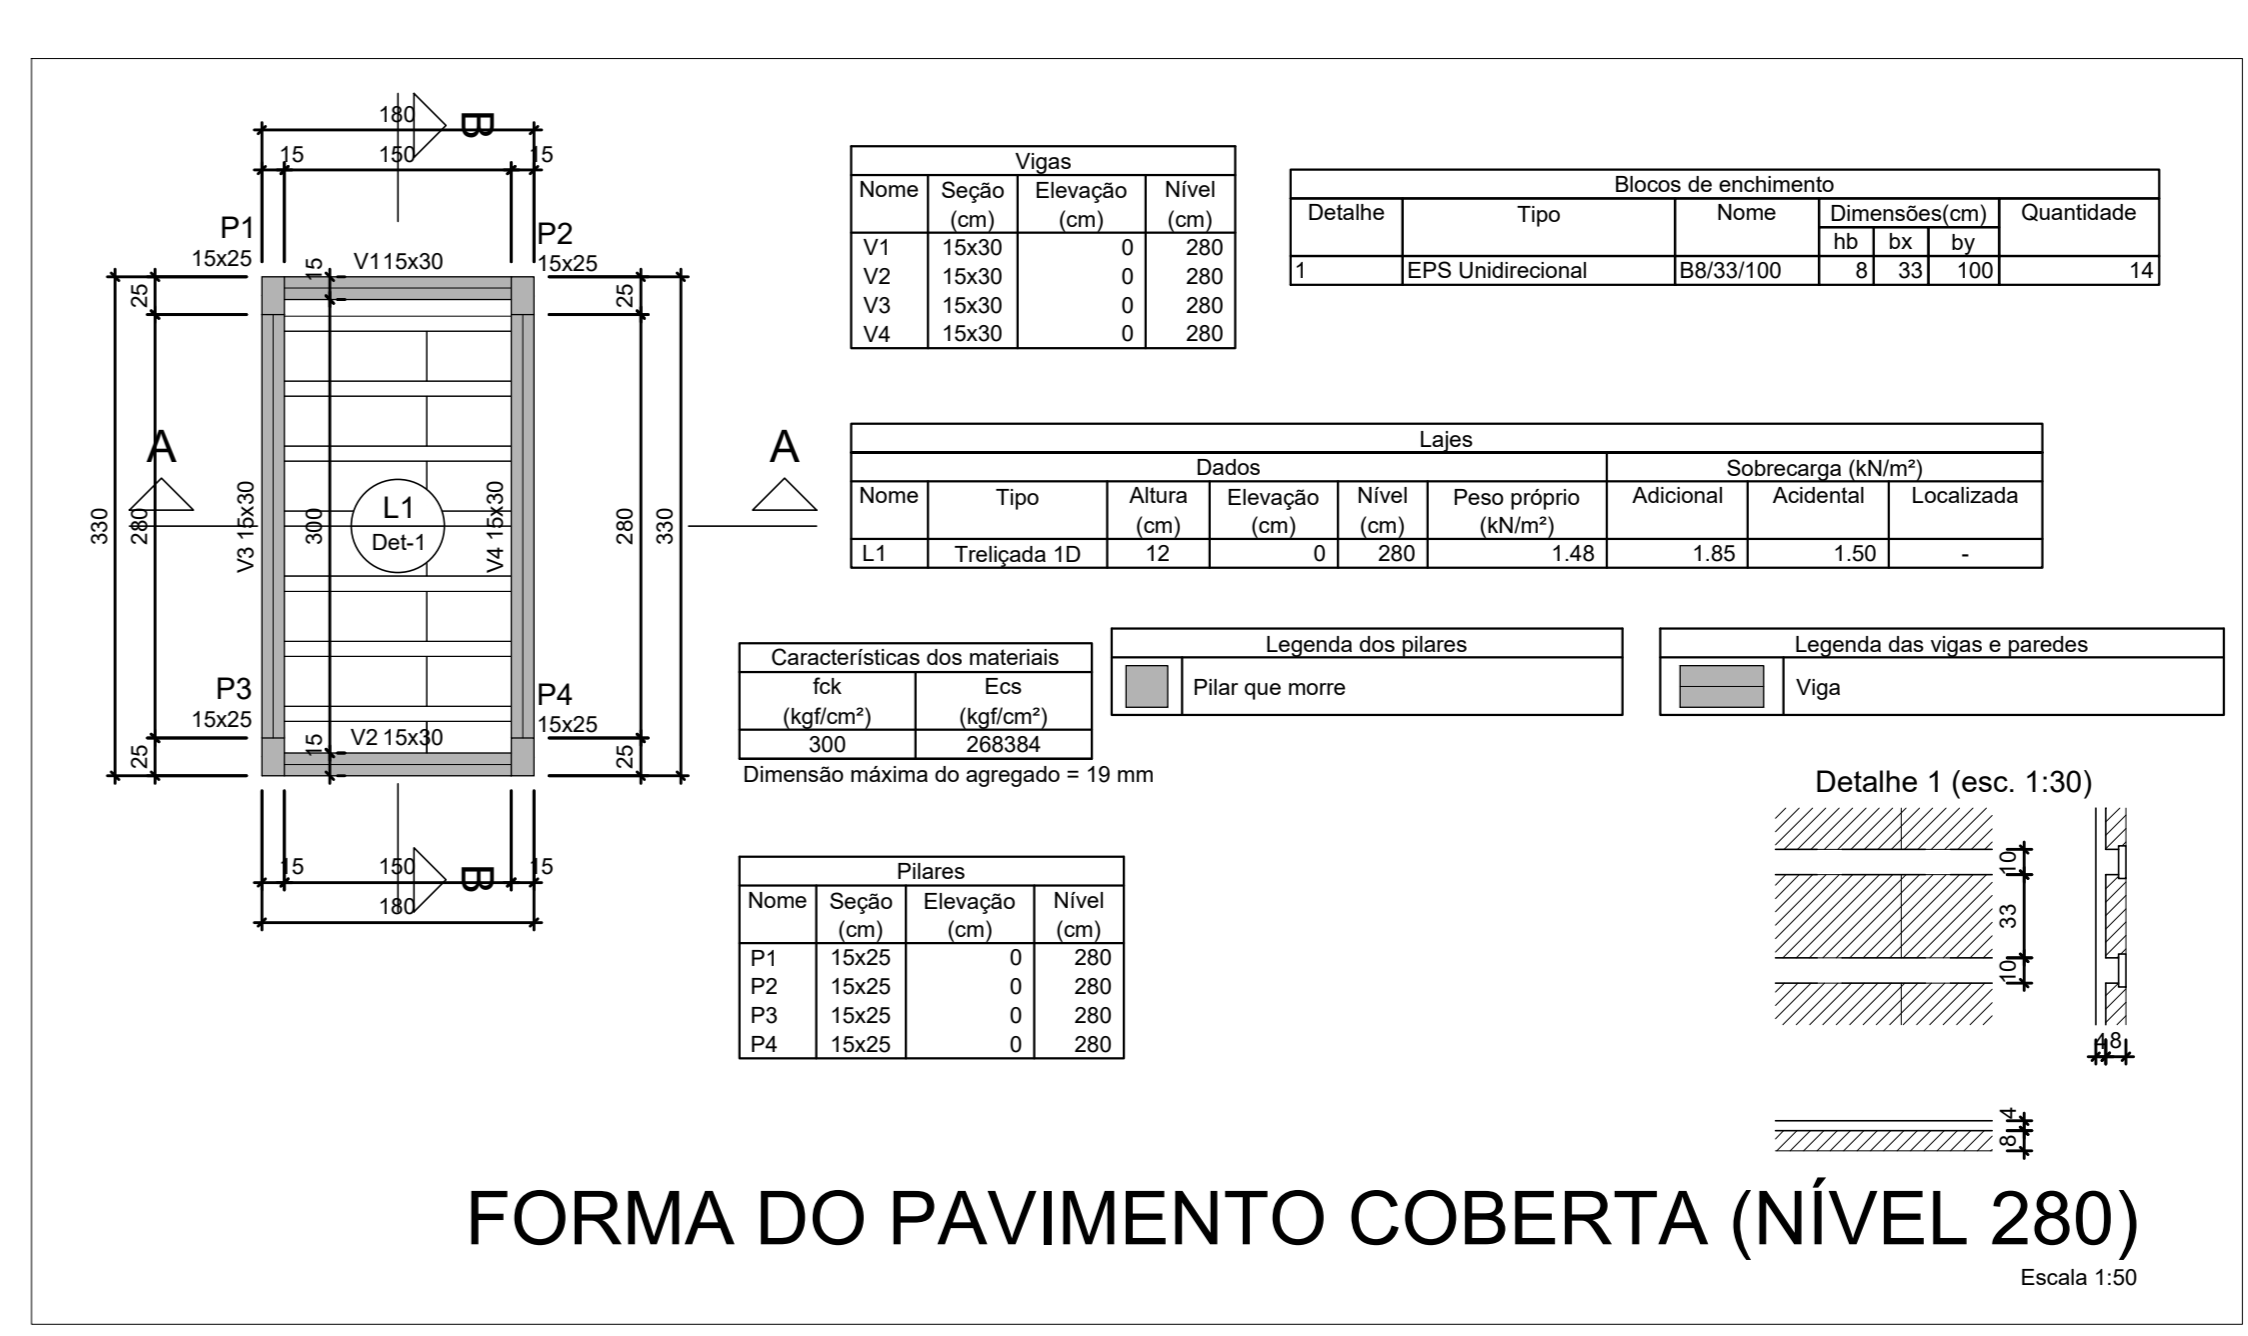 180
B
15 150 15
P1
15x25
P2
15x25
V1 15x30
15
25
25
A
A
330
280
V3 15x30
300
L1
Det-1
V4 15x30
280
330
P3
15x25
P4
15x25
V2 15x30
15
25
25
15 150 15
B
180
Vigas
Nome Seção (cm) Elevação (cm) Nível (cm)
V1 15x30 0 280
V2 15x30 0 280
V3 15x30 0 280
V4 15x30 0 280
Blocos de enchimento
Detalhe Tipo Nome Dimensões(cm) Quantidade
hb bx by
1 EPS Unidirecional B8/33/100 8 33 100 14
Lajes
Dados Sobrecarga (kN/m²)
Nome Tipo Altura (cm) Elevação (cm) Nível (cm) Peso próprio (kN/m²) Adicional Acidental Localizada
L1 Treliçada 1D 12 0 280 1.48 1.85 1.50 -
Características dos materiais
fck (kgf/cm²) Ecs (kgf/cm²)
300 268384
Dimensão máxima do agregado = 19 mm
Legenda dos pilares
Pilar que morre
Legenda das vigas e paredes
Viga
Pilares
Nome Seção (cm) Elevação (cm) Nível (cm)
P1 15x25 0 280
P2 15x25 0 280
P3 15x25 0 280
P4 15x25 0 280
Detalhe 1 (esc. 1:30)
10
33
10
4 8
4
8
FORMA DO PAVIMENTO COBERTA (NÍVEL 280)
Escala 1:50